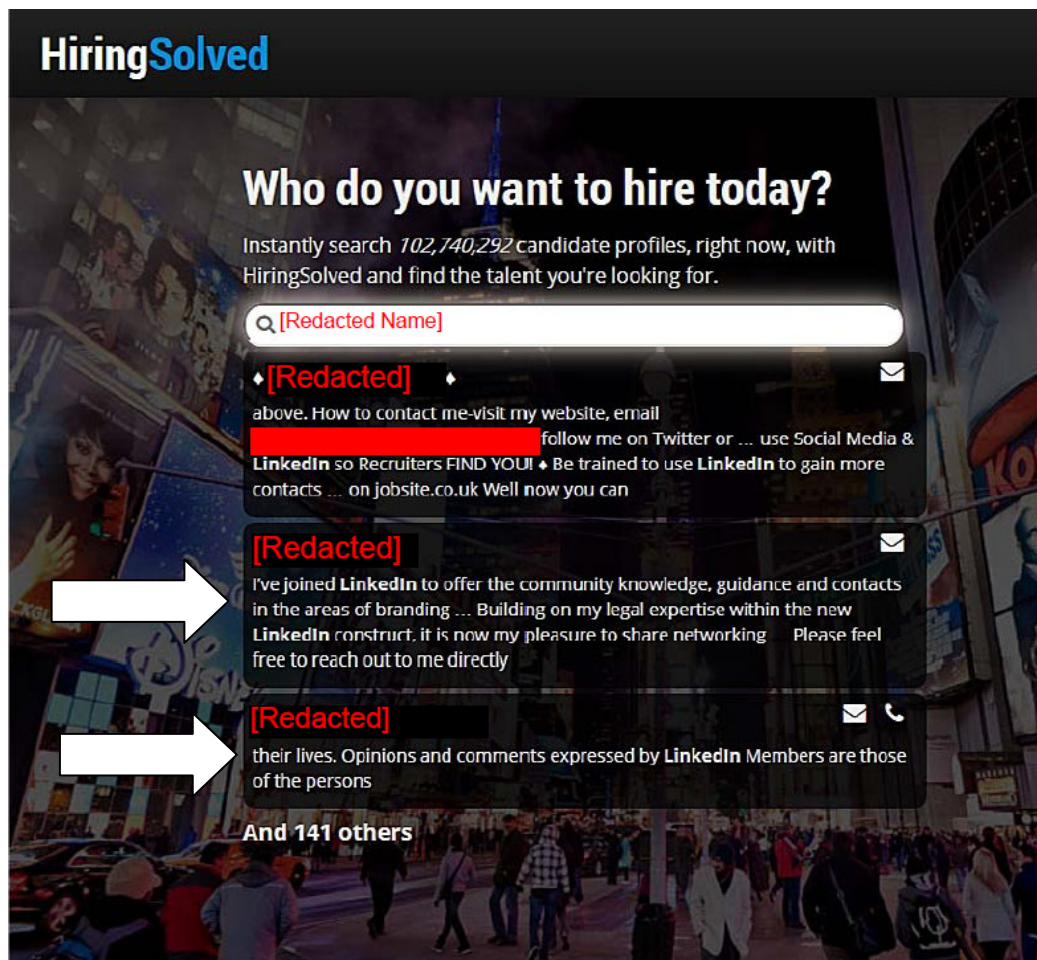 HiringSolved
Who do you want to hire today?
Instantly search 102,740,292 candidate profiles, right now, with
HiringSolved and find the talent you're looking for.
[Redacted Name]
♦[Redacted] ♦
above. How to contact me-visit my website, email
follow me on Twitter or ... use Social Media &
LinkedIn so Recruiters FIND YOU! ♦ Be trained to use LinkedIn to gain more
contacts ... on jobsite.co.uk Well now you can
[Redacted]
I've joined LinkedIn to offer the community knowledge, guidance and contacts
in the areas of branding ... Building on my legal expertise within the new
LinkedIn construct, it is now my pleasure to share networking Please feel
free to reach out to me directly
[Redacted]
their lives. Opinions and comments expressed by LinkedIn Members are those
of the persons
And 141 others